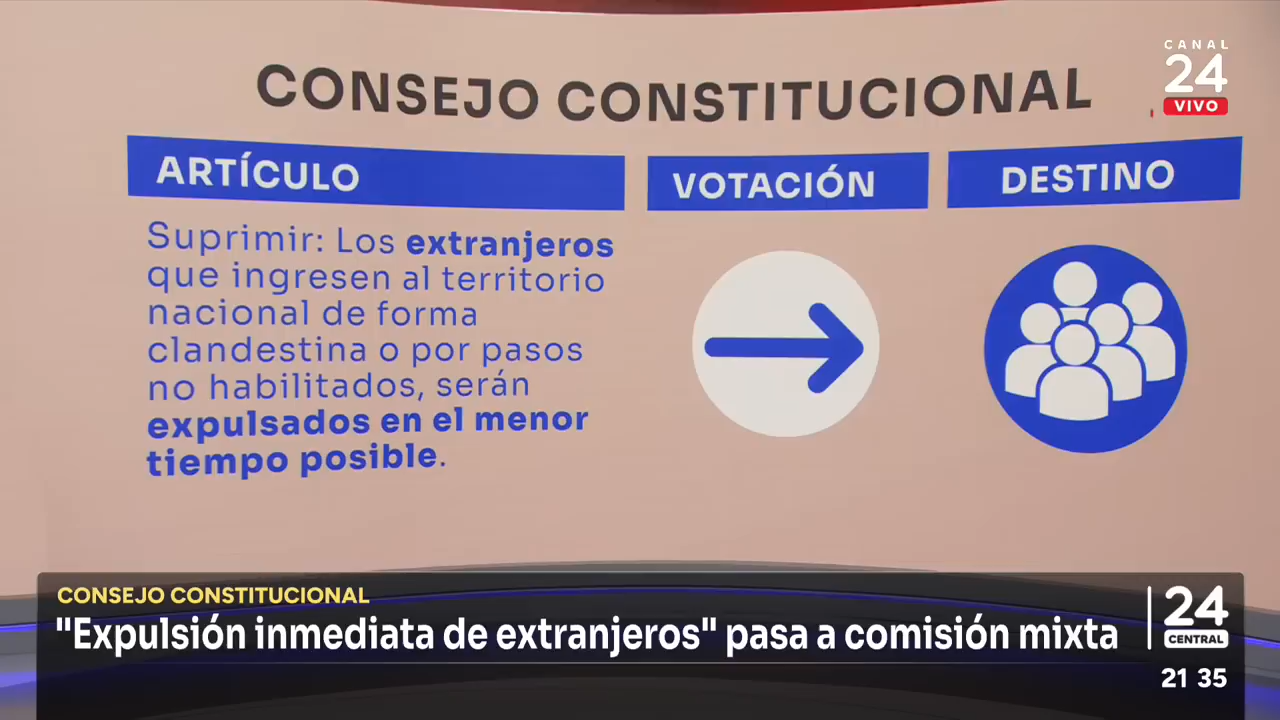 CANAL
24
VIVO
CONSEJO CONSTITUCIONAL
ARTÍCULO
VOTACIÓN
DESTINO
Suprimir: Los extranjeros
que ingresen al territorio
nacional de forma
clandestina o por pasos
no habilitados, serán
expulsados en el menor
tiempo posible.
CONSEJO CONSTITUCIONAL
"Expulsión inmediata de extranjeros" pasa a comisión mixta
24
CENTRAL
21 35